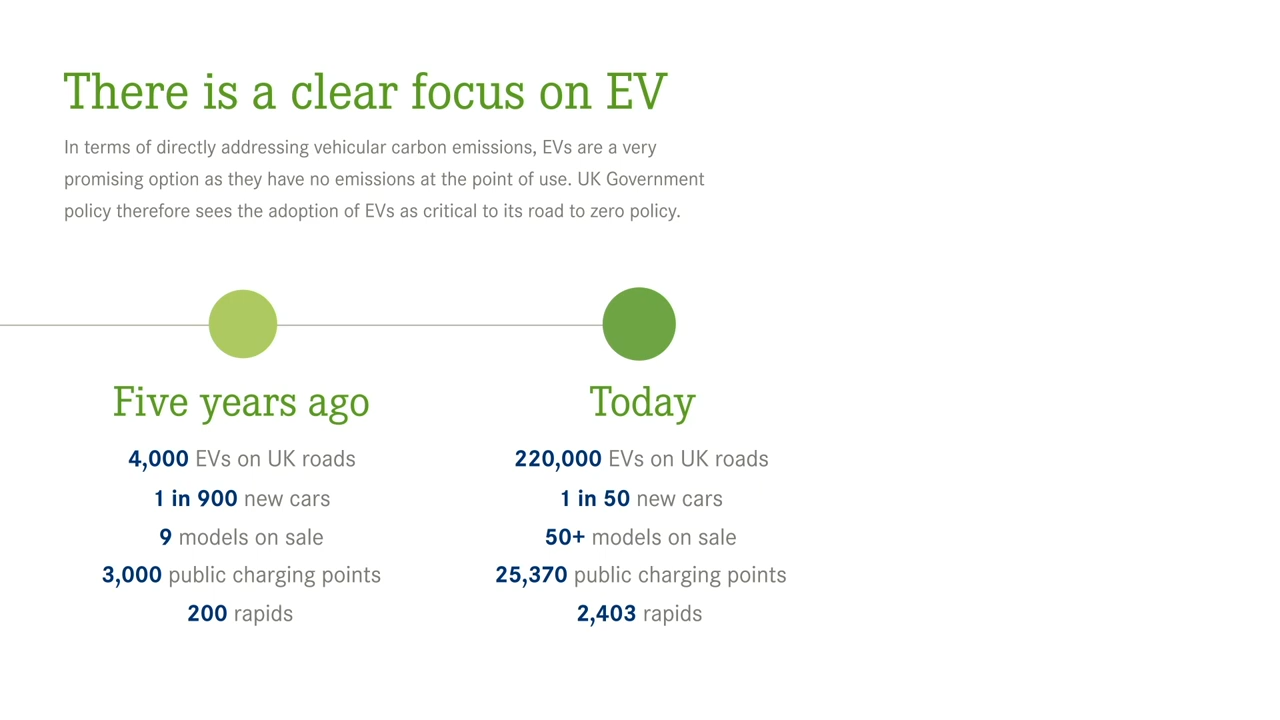 There is a clear focus on EV
In terms of directly addressing vehicular carbon emissions, EVs are a very
promising option as they have no emissions at the point of use. UK Government
policy therefore sees the adoption of EVs as critical to its road to zero policy.
Five years ago
4,000 EVs on UK roads
1 in 900 new cars
9 models on sale
3,000 public charging points
200 rapids
Today
220,000 EVs on UK roads
1 in 50 new cars
50+ models on sale
25,370 public charging points
2,403 rapids